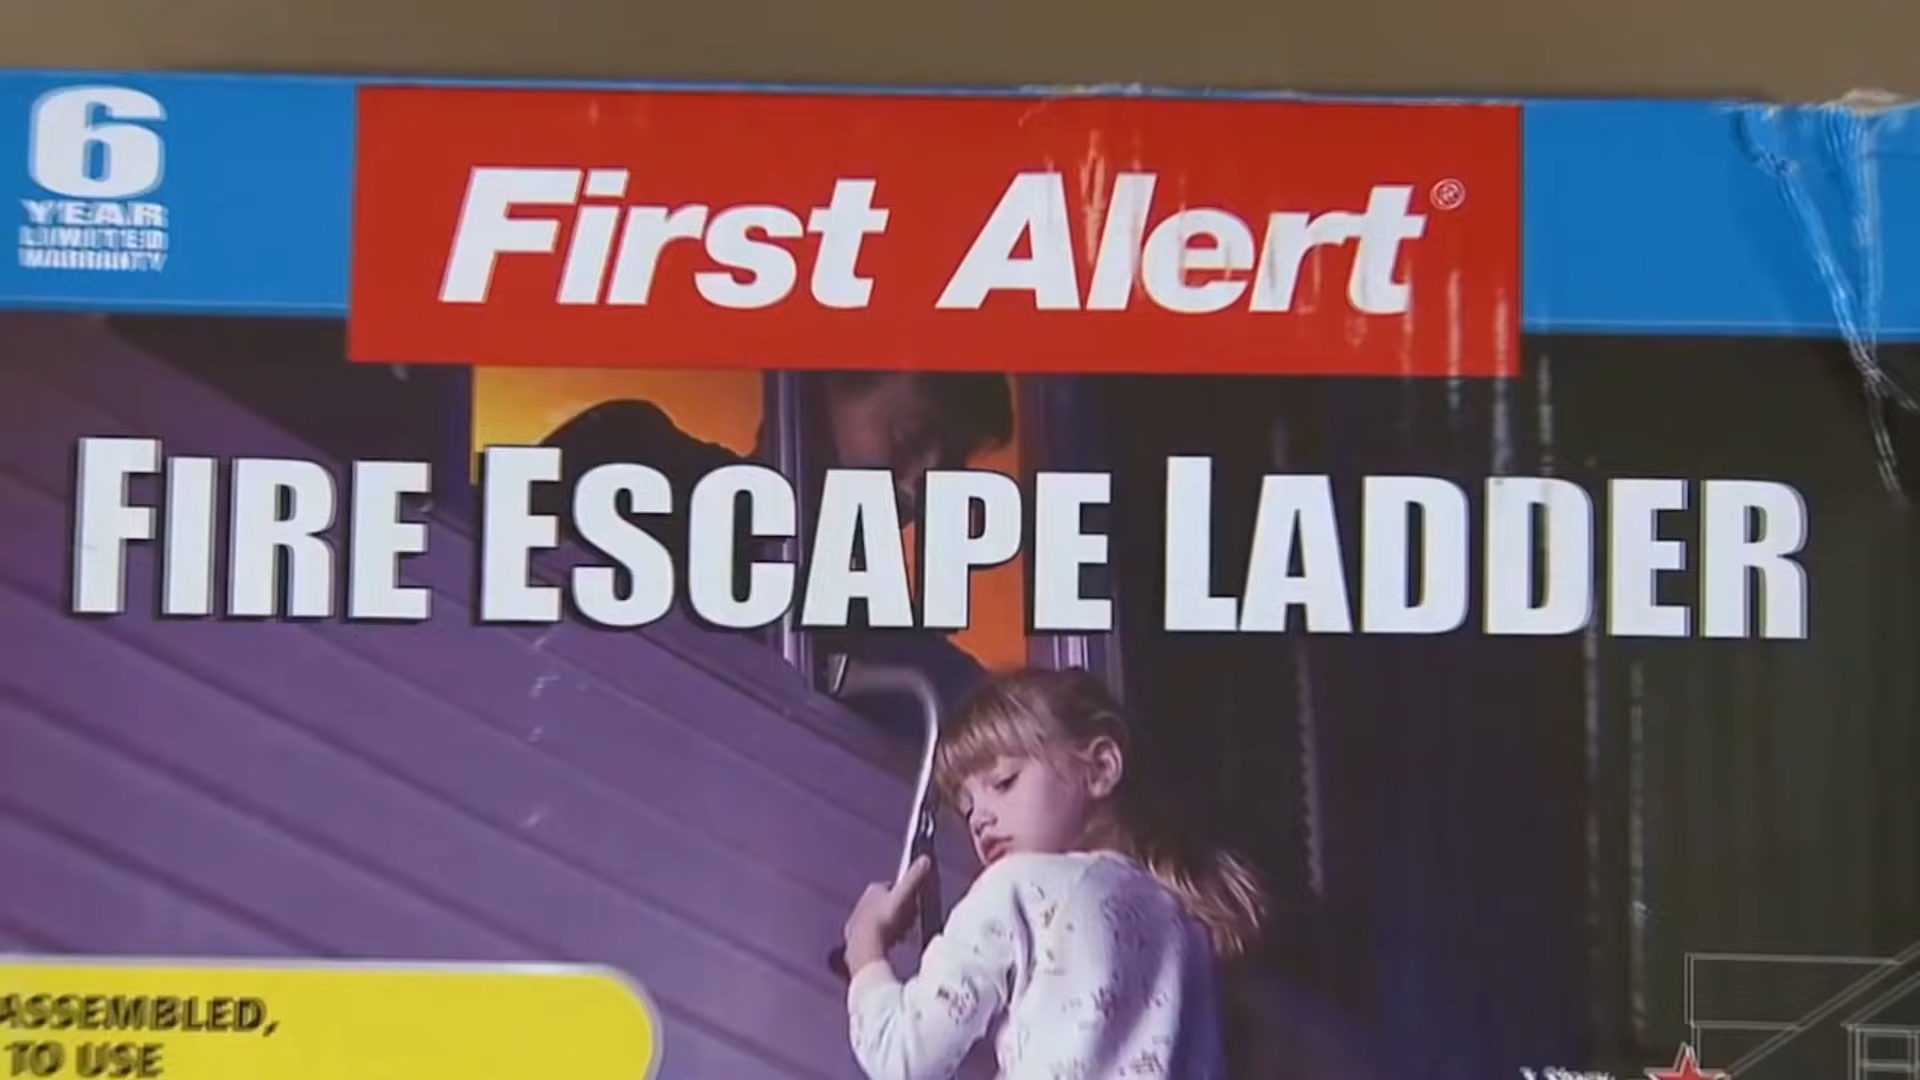 6
YEAR
LIMITED
WARRANTY
First Alert®
FIRE ESCAPE LADDER
ASSEMBLED,
TO USE